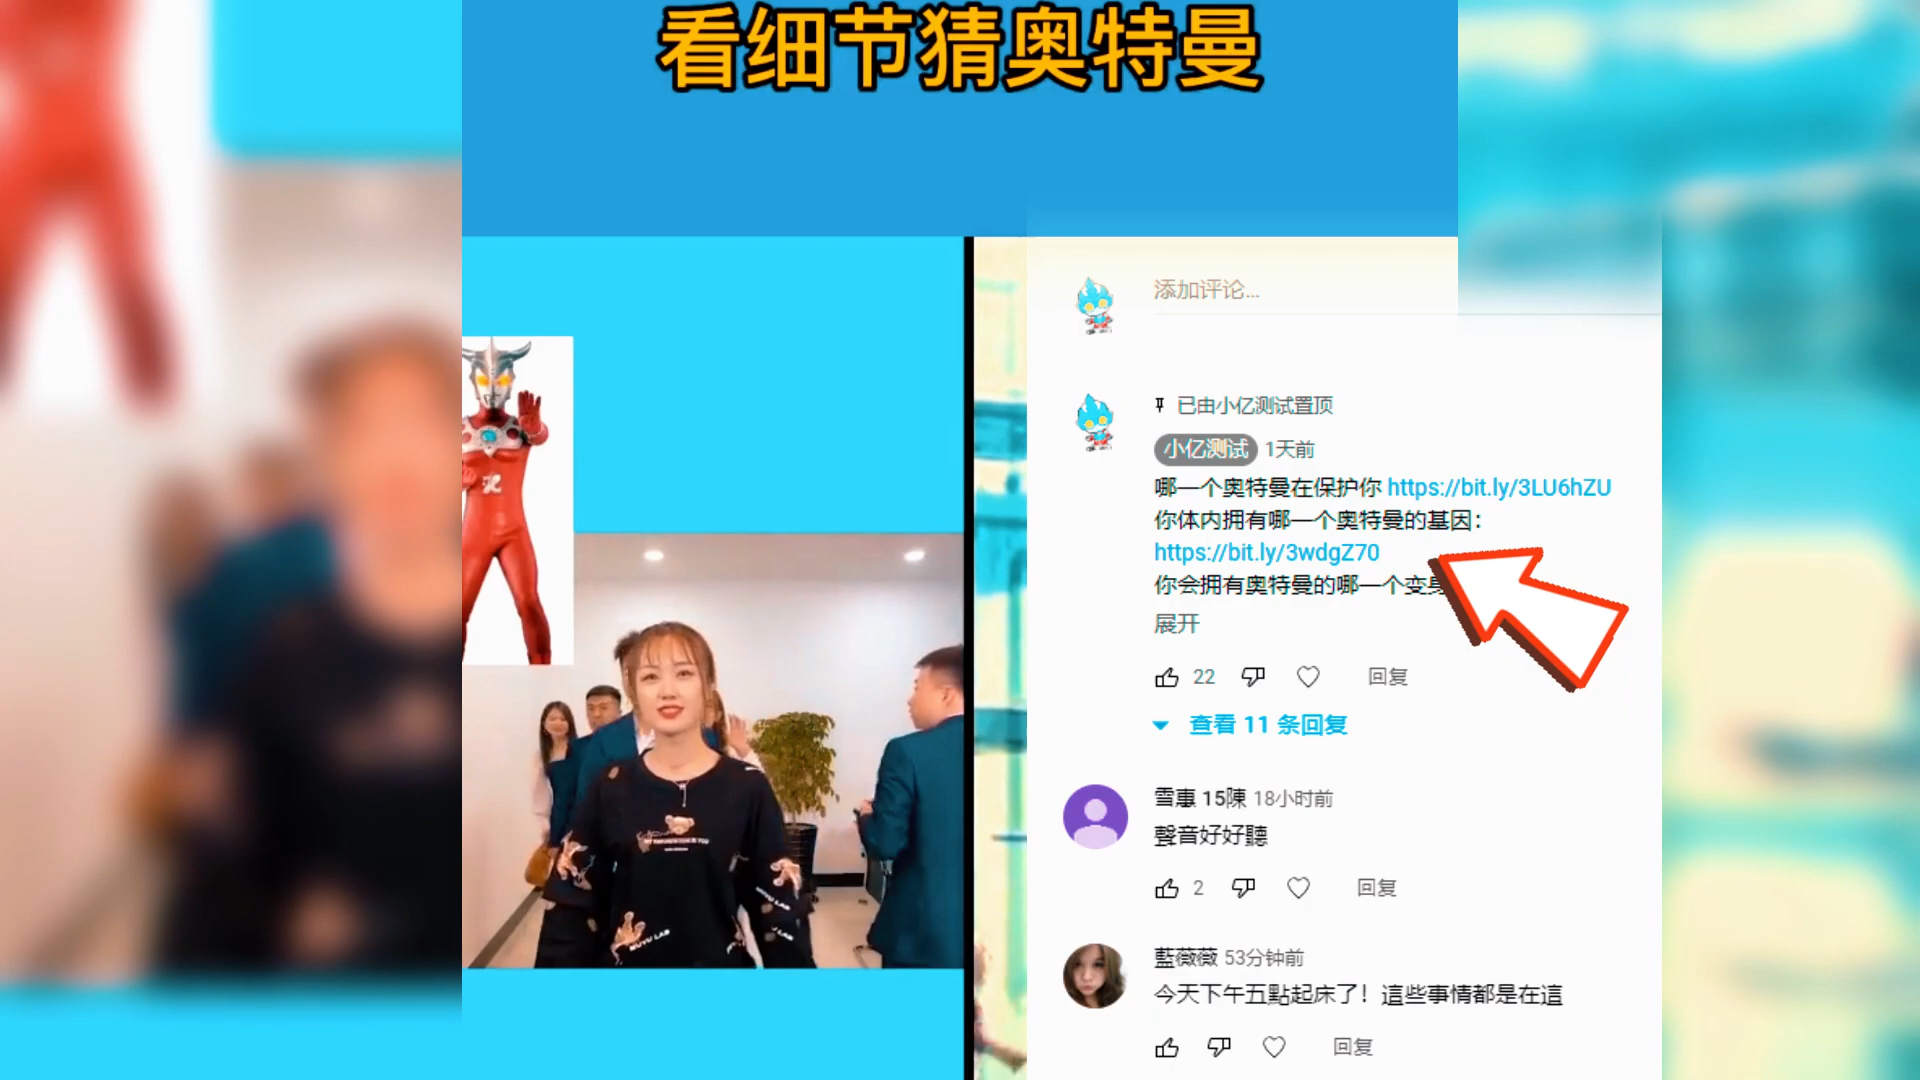 看细节猜奥特曼
添加评论...
已由小亿测试置顶
小亿测试 1天前
哪一个奥特曼在保护你 https://bit.ly/3LU6hZU
你体内拥有哪一个奥特曼的基因：
https://bit.ly/3wdgZ70
你会拥有奥特曼的哪一个变身
展开
22 回复
查看 11 条回复
雪惠 15陳 18小时前
聲音好好聽
2 回复
藍薇薇 53分钟前
今天下午五點起床了！這些事情都是在這
回复